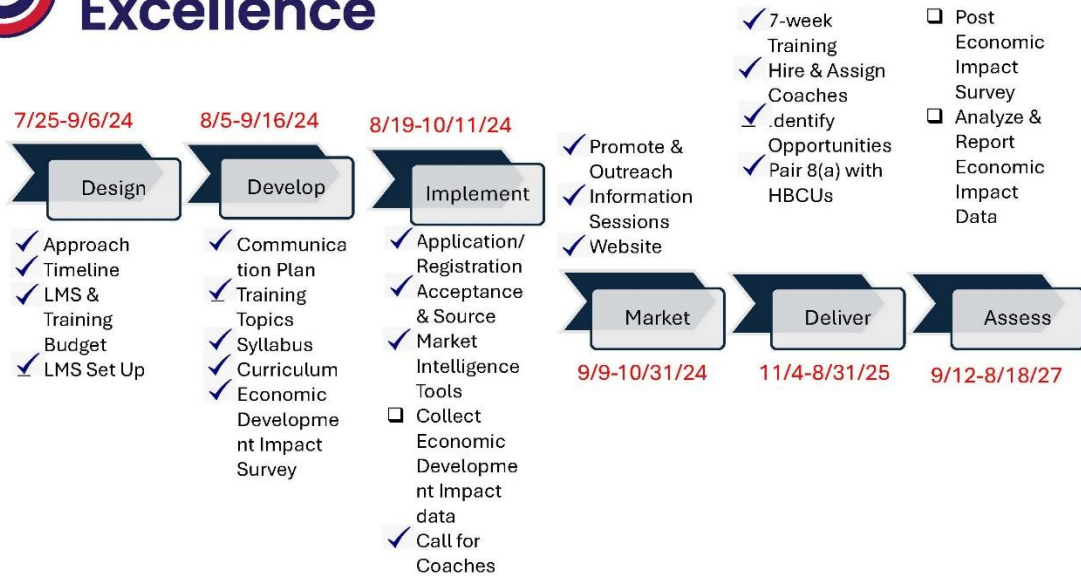 Excellence
7/25-9/6/24
Design
Approach
Timeline
LMS &
Training
Budget
LMS Set Up
8/5-9/16/24
Develop
Communica
tion Plan
Training
Topics
Syllabus
Curriculum
Economic
Developme
nt Impact
Survey
8/19-10/11/24
Implement
Application/
Registration
Acceptance
& Source
Market
Intelligence
Tools
Collect
Economic
Developme
nt Impact
data
Call for
Coaches
Promote &
Outreach
Information
Sessions
Website
Market
9/9-10/31/24
7-week
Training
Hire & Assign
Coaches
.dentify
Opportunities
Pair 8(a) with
HBCUs
Deliver
11/4-8/31/25
Post
Economic
Impact
Survey
Analyze &
Report
Economic
Impact
Data
Assess
9/12-8/18/27